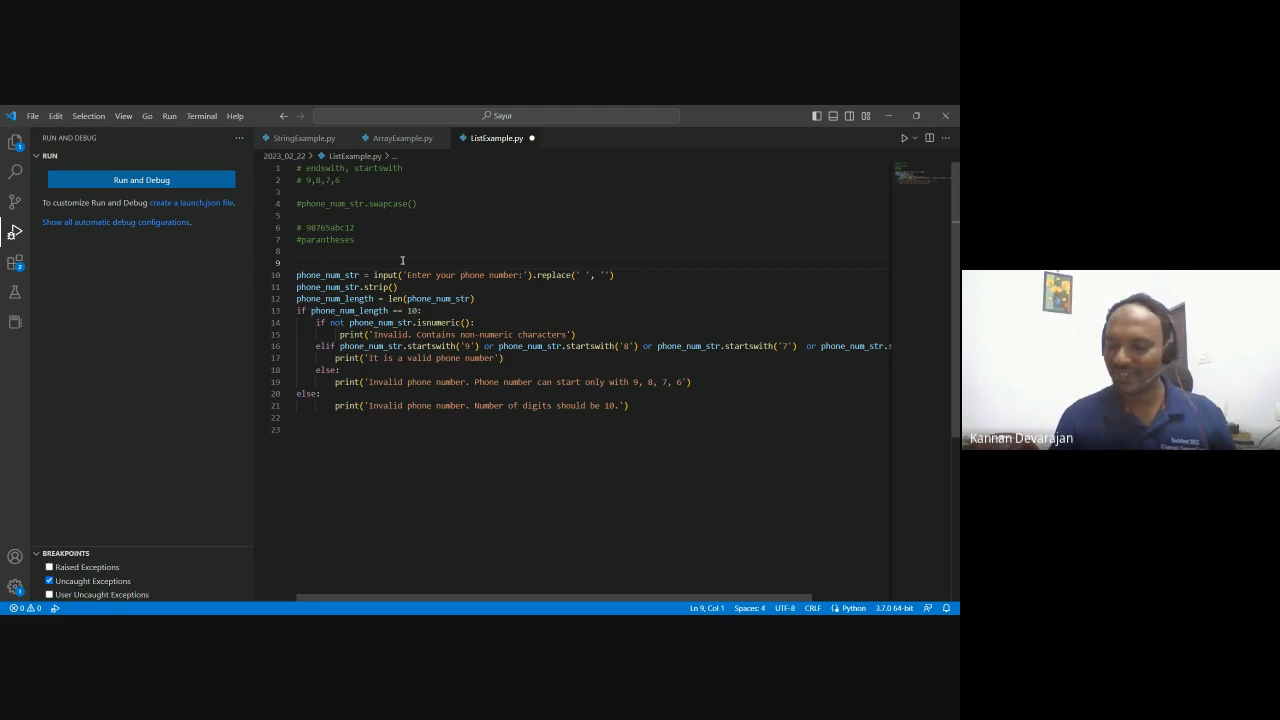 File Edit Selection View Go Run Terminal Help
Sayur
RUN AND DEBUG
StringExample.py
ArrayExample.py
ListExample.py
RUN
2023_02_22 > ListExample.py > ...
Run and Debug
To customize Run and Debug create a launch.json file.
Show all automatic debug configurations.
1 # endswith, startswith
2 # 9,8,7,6
3
4 #phone_num_str.swapcase()
5
6 # 98765abc12
7 #parantheses
8
9
10 phone_num_str = input('Enter your phone number:').replace(' ', '')
11 phone_num_str.strip()
12 phone_num_length = len(phone_num_str)
13 if phone_num_length == 10:
14 if not phone_num_str.isnumeric():
15 print('Invalid. Contains non-numeric characters')
16 elif phone_num_str.startswith('9') or phone_num_str.startswith('8') or phone_num_str.startswith('7') or phone_num_str.s
17 print('It is a valid phone number')
18 else:
19 print('Invalid phone number. Phone number can start only with 9, 8, 7, 6')
20 else:
21 print('Invalid phone number. Number of digits should be 10.')
22
23
Kannan Devarajan
BREAKPOINTS
Raised Exceptions
Uncaught Exceptions
User Uncaught Exceptions
0 0
Ln 9, Col 1 Spaces: 4 UTF-8 CRLF Python 3.7.0 64-bit